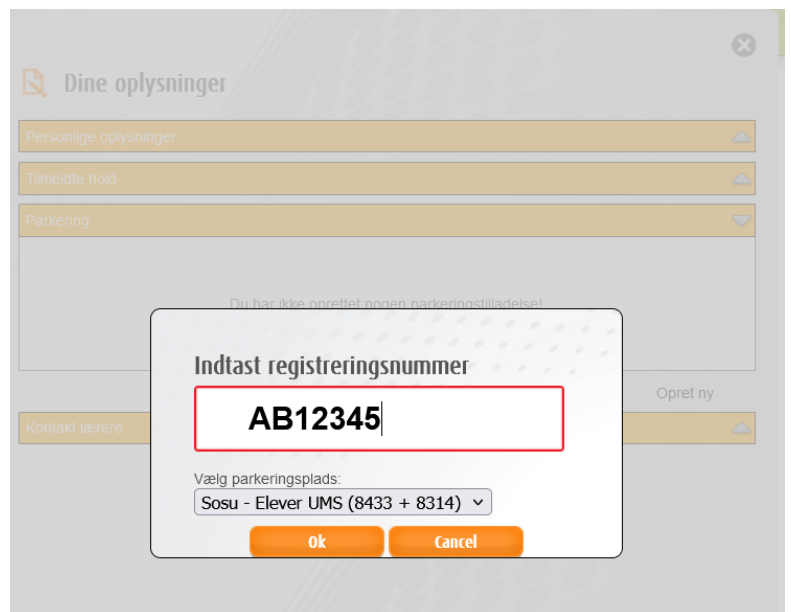 Dine oplysninger
Personlige oplysninger
Tilmeldte hold
Parkering
Du har ikke oprettet nogen parkeringstilladelse!
Indtast registreringsnummer
AB12345
Opret ny
Kontakt lærere
Vælg parkeringsplads:
Sosu - Elever UMS (8433 + 8314)
Ok
Cancel